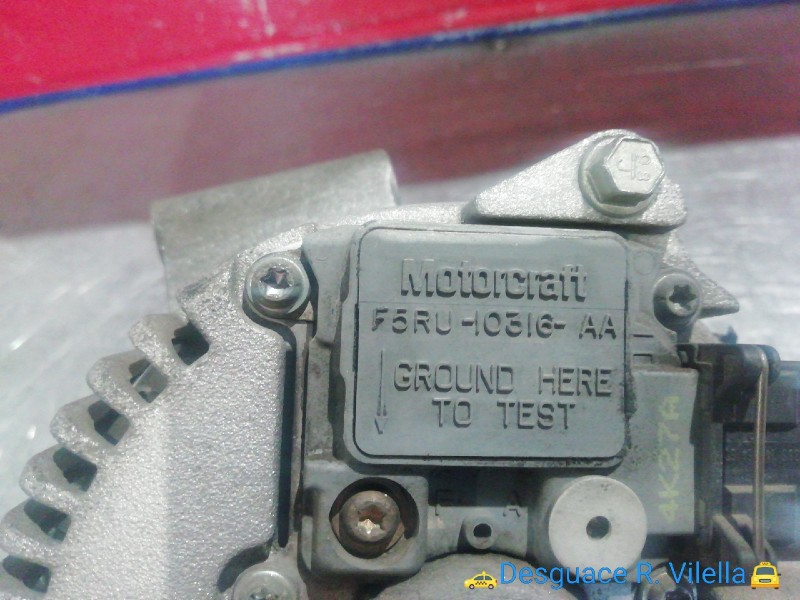 Motorcraft
F5RU-10316-AA
GROUND HERE
TO TEST
F A
4K27A
Desguace R. Vilella